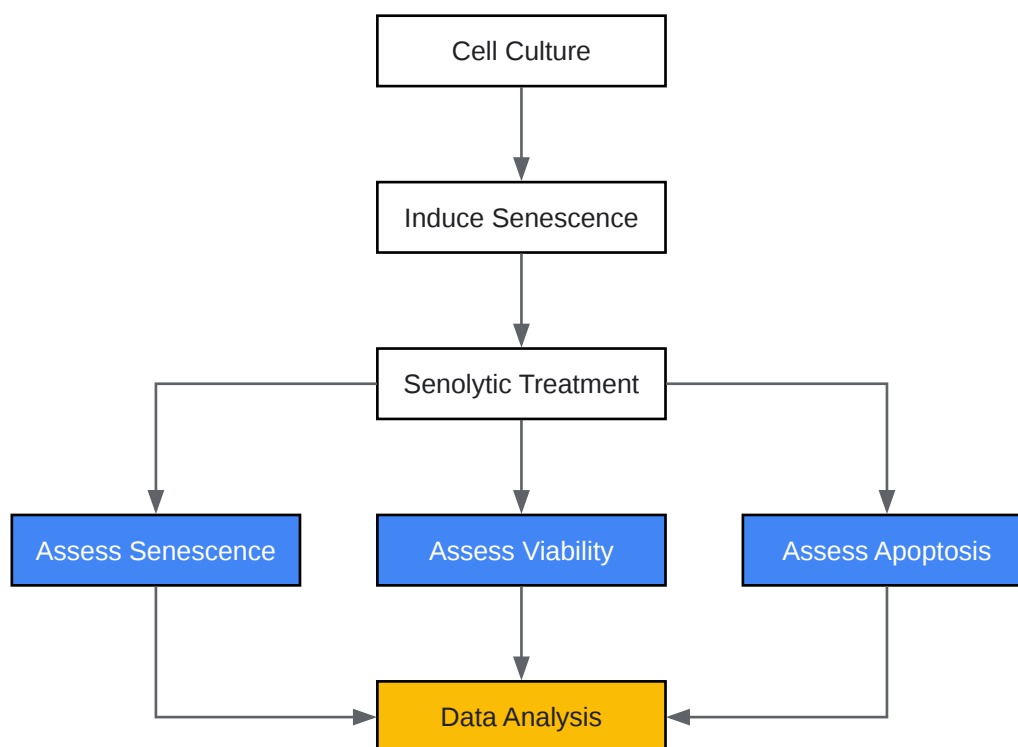 Cell Culture
Induce Senescence
Senolytic Treatment
Assess Senescence
Assess Viability
Assess Apoptosis
Data Analysis